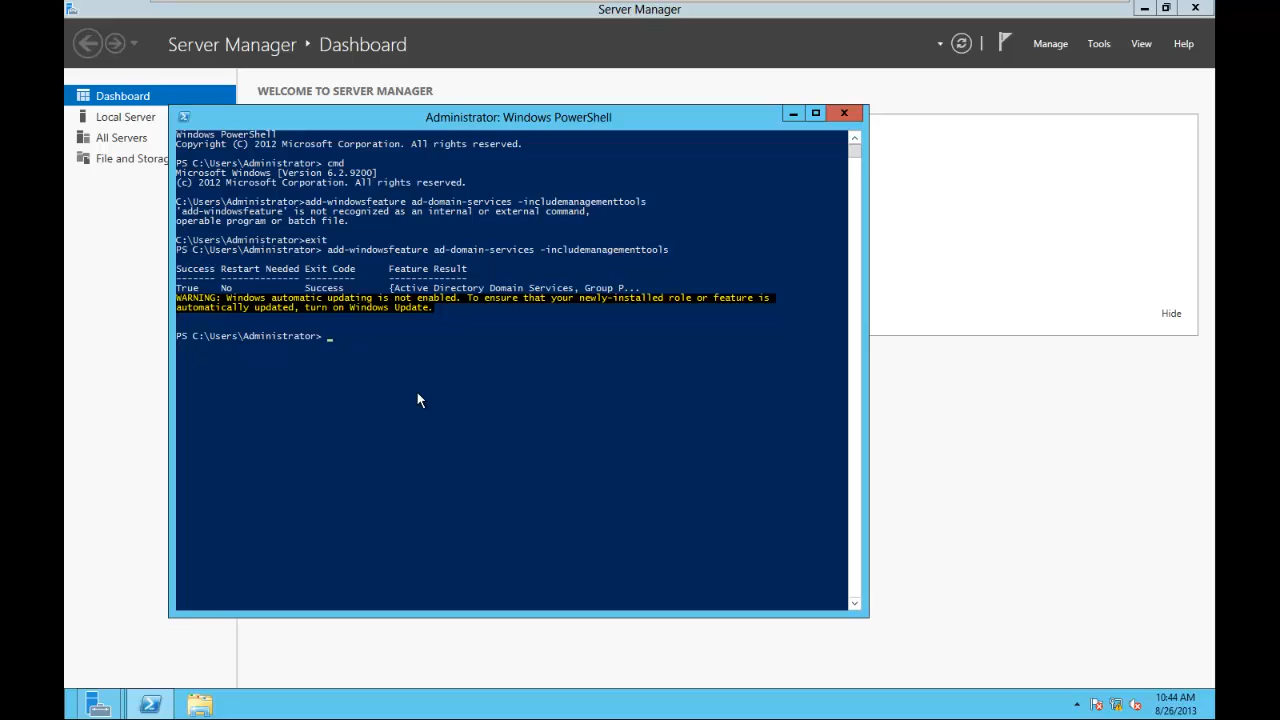 Server Manager
Server Manager ‣ Dashboard
Manage
Tools
View
Help
Dashboard
Local Server
All Servers
File and Storag
WELCOME TO SERVER MANAGER
Hide
Administrator: Windows PowerShell
Windows PowerShell
Copyright (C) 2012 Microsoft Corporation. All rights reserved.
PS C:\Users\Administrator> cmd
Microsoft Windows [Version 6.2.9200]
(c) 2012 Microsoft Corporation. All rights reserved.
C:\Users\Administrator>add-windowsfeature ad-domain-services -includemanagementtools
'add-windowsfeature' is not recognized as an internal or external command,
operable program or batch file.
C:\Users\Administrator>exit
PS C:\Users\Administrator> add-windowsfeature ad-domain-services -includemanagementtools
Success Restart Needed Exit Code      Feature Result
------- -------------- ---------      --------------
True    No             Success        {Active Directory Domain Services, Group P...
WARNING: Windows automatic updating is not enabled. To ensure that your newly-installed role or feature is
automatically updated, turn on Windows Update.
PS C:\Users\Administrator> _
10:44 AM
8/26/2013